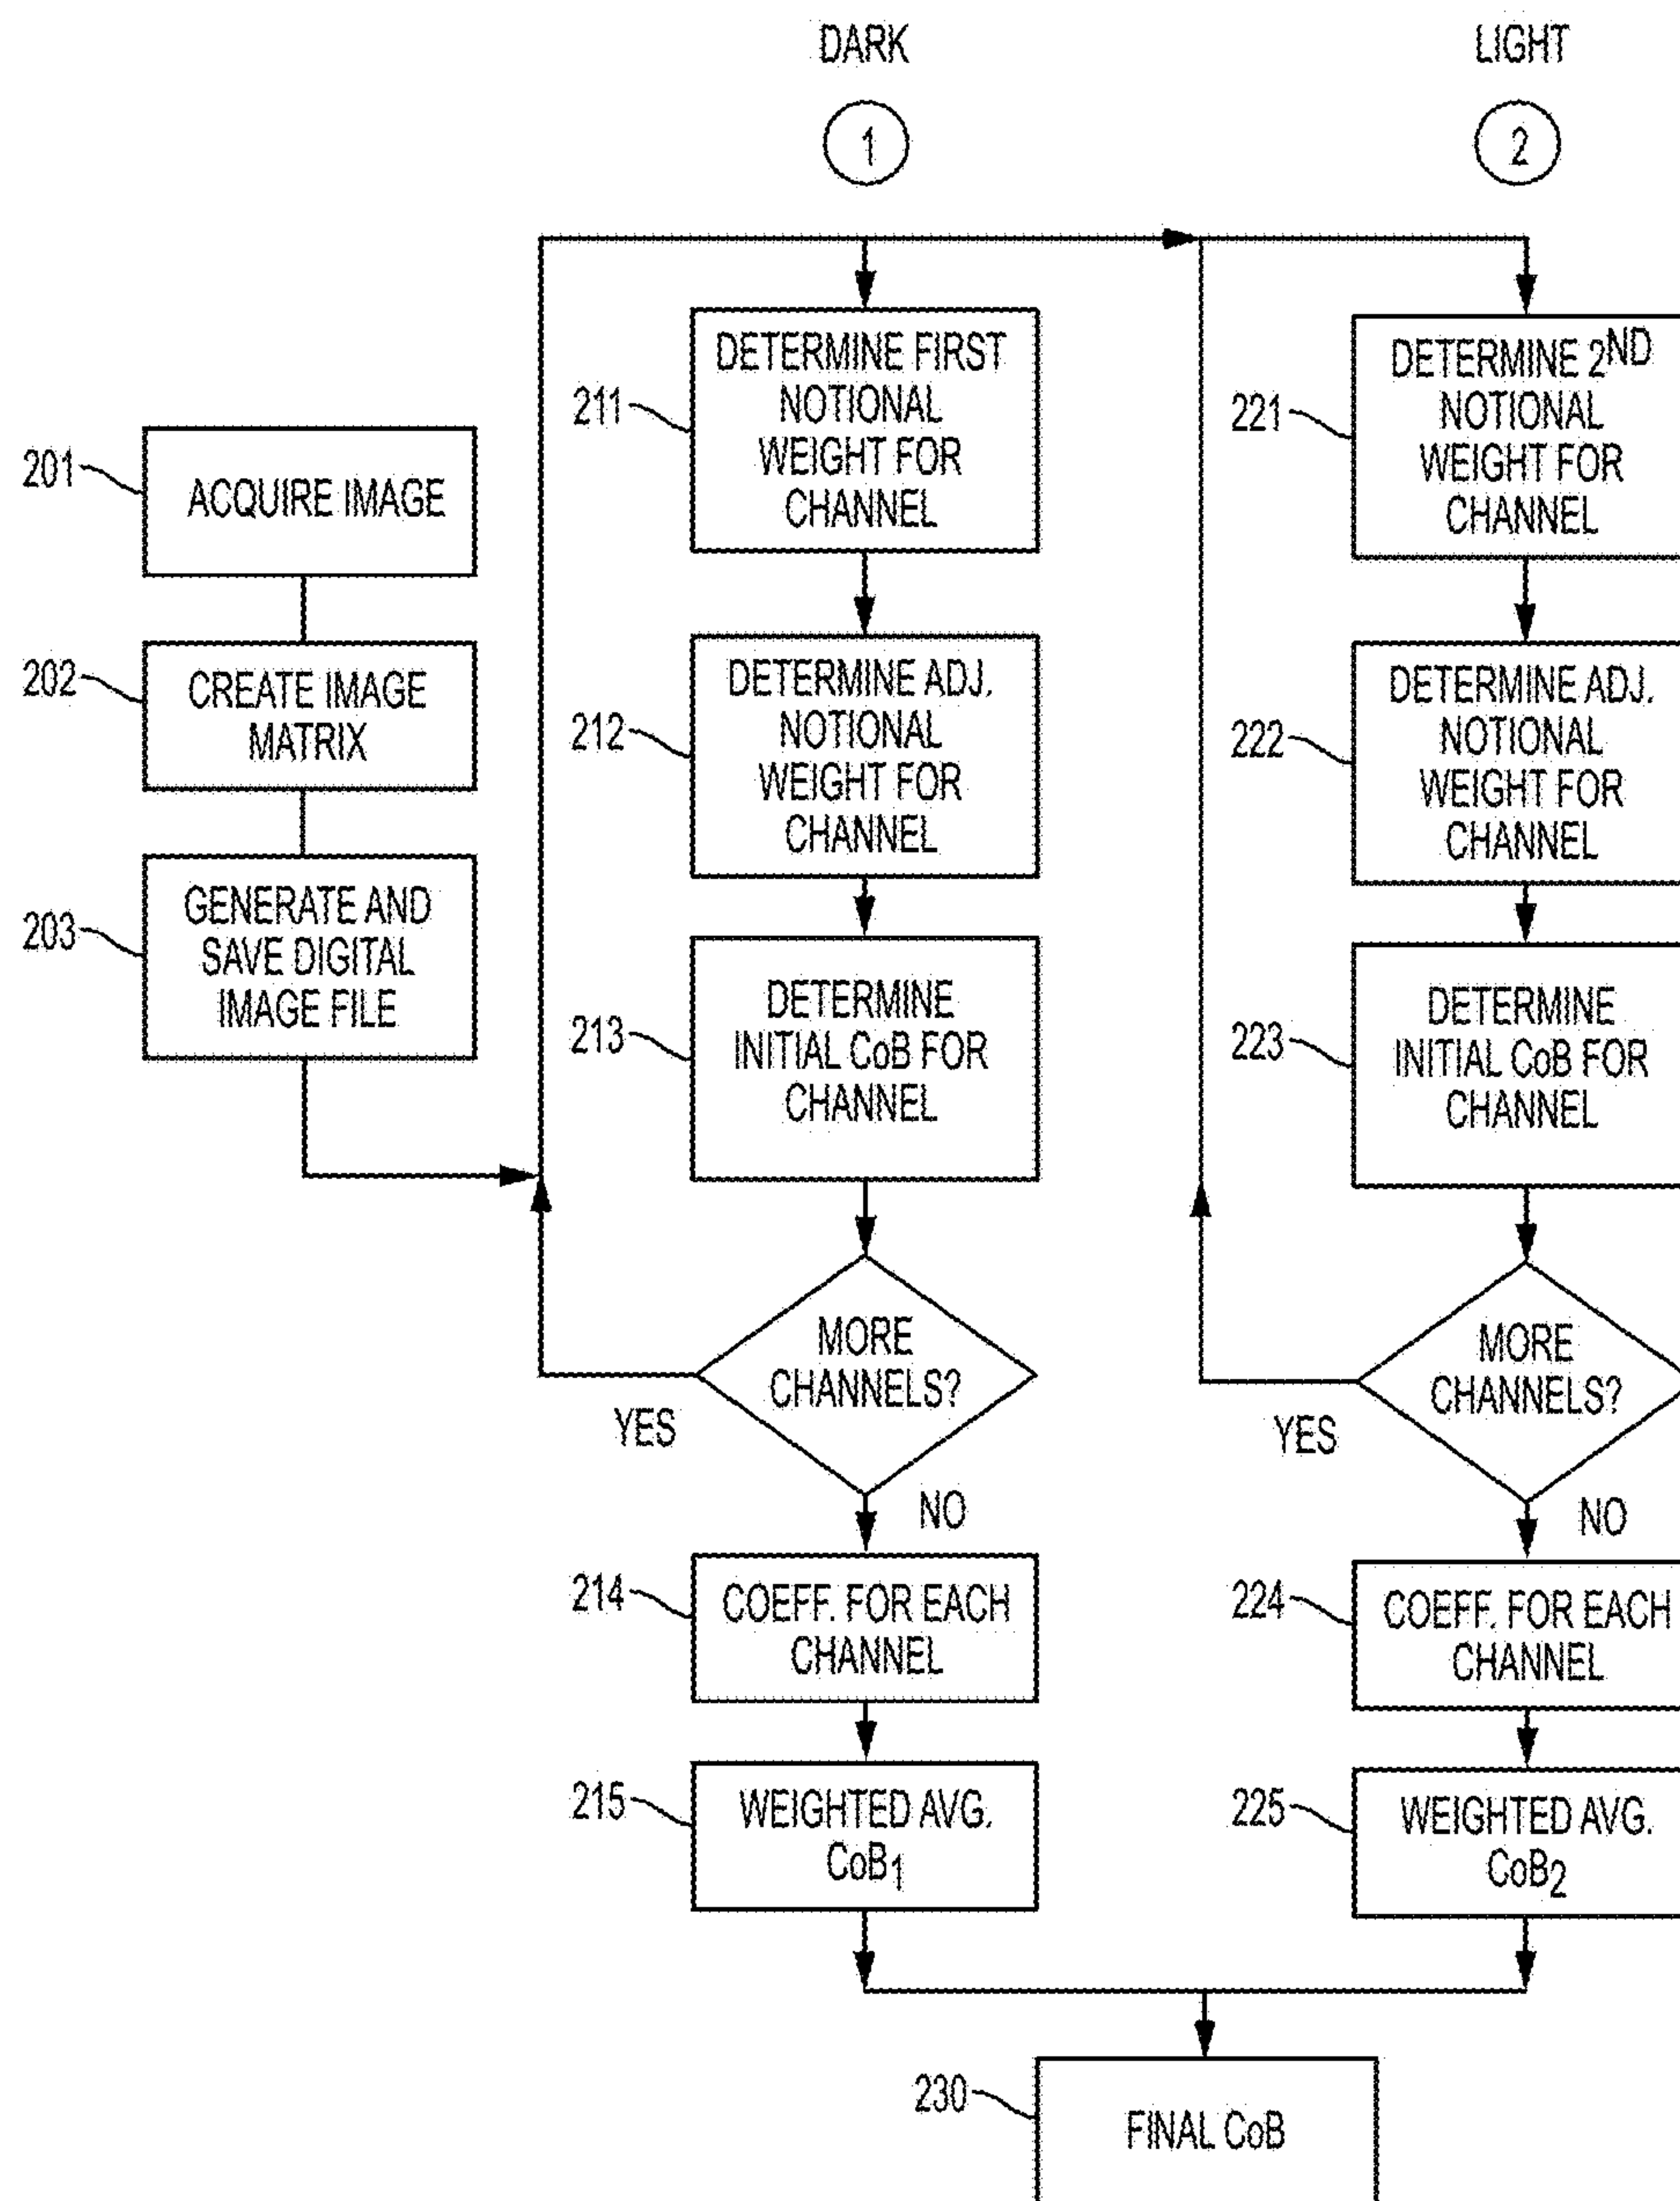 DARK
1
LIGHT
2
201
ACQUIRE IMAGE
202
CREATE IMAGE
MATRIX
203
GENERATE AND
SAVE DIGITAL
IMAGE FILE
211
DETERMINE FIRST
NOTIONAL
WEIGHT FOR
CHANNEL
212
DETERMINE ADJ.
NOTIONAL
WEIGHT FOR
CHANNEL
213
DETERMINE
INITIAL CoB FOR
CHANNEL
MORE
CHANNELS?
YES
NO
214
COEFF. FOR EACH
CHANNEL
215
WEIGHTED AVG.
CoB1
221
DETERMINE 2ND
NOTIONAL
WEIGHT FOR
CHANNEL
222
DETERMINE ADJ.
NOTIONAL
WEIGHT FOR
CHANNEL
223
DETERMINE
INITIAL CoB FOR
CHANNEL
MORE
CHANNELS?
YES
NO
224
COEFF. FOR EACH
CHANNEL
225
WEIGHTED AVG.
CoB2
230
FINAL CoB